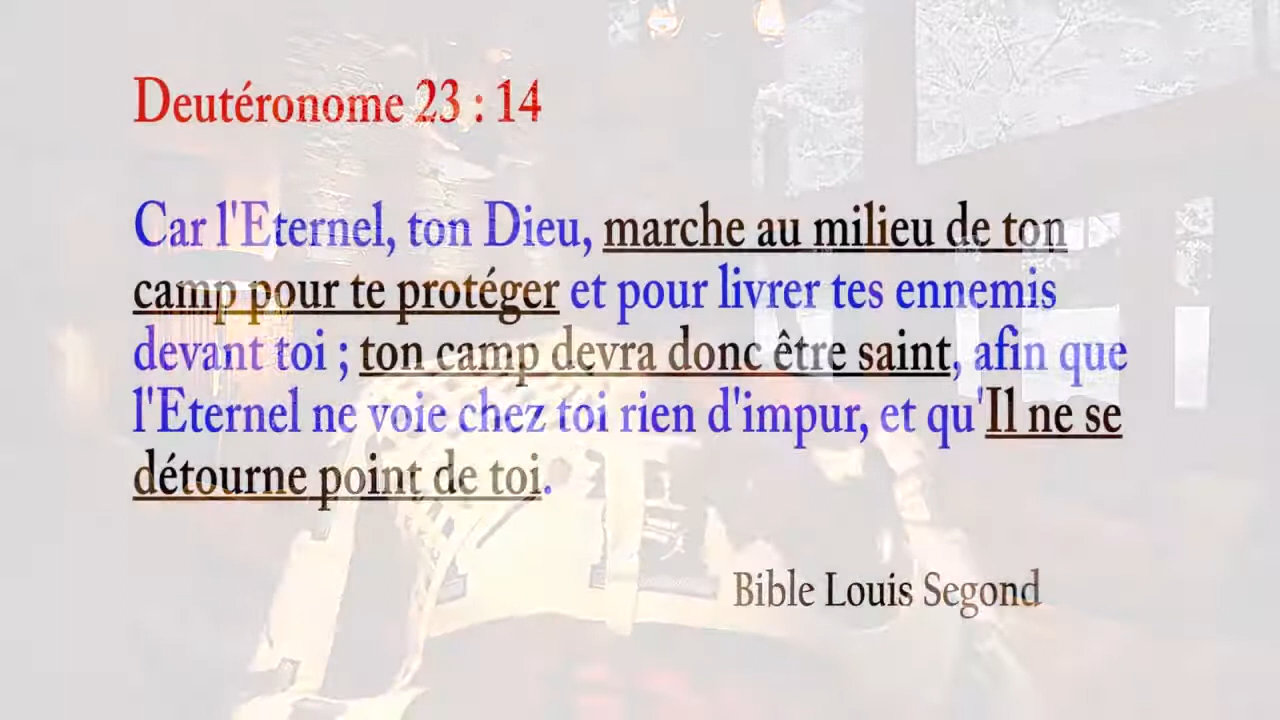 Deutéronome 23 : 14
Car l'Eternel, ton Dieu, marche au milieu de ton
camp pour te protéger et pour livrer tes ennemis
devant toi ; ton camp devra donc être saint, afin que
l'Eternel ne voie chez toi rien d'impur, et qu'Il ne se
détourne point de toi.
Bible Louis Segond